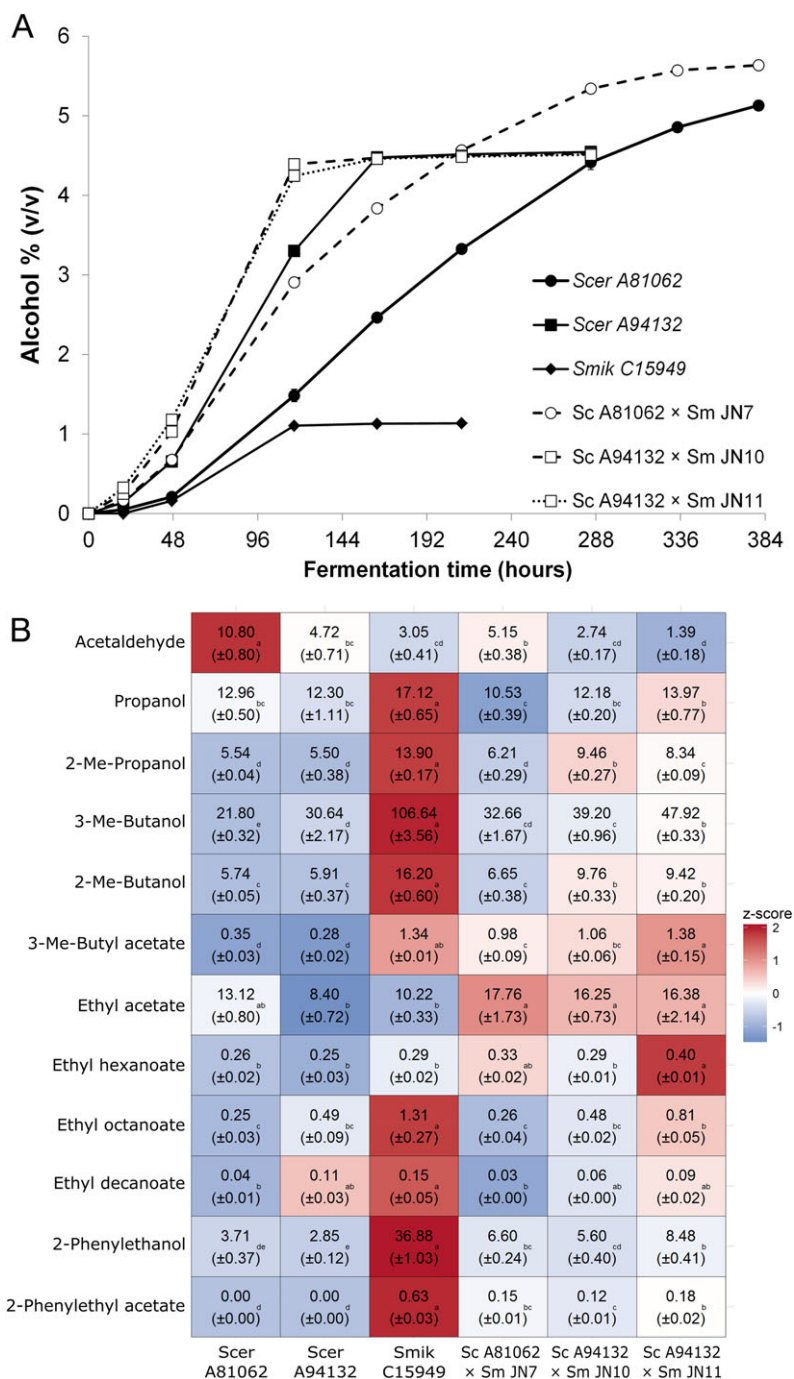 A
Alcohol % (v/v)
6
5
4
3
2
1
0
0 48 96 144 192 240 288 336 384
Fermentation time (hours)
Scer A81062
Scer A94132
Smik C15949
Sc A81062 × Sm JN7
Sc A94132 × Sm JN10
Sc A94132 × Sm JN11
B
Acetaldehyde 10.80 4.72 3.05 5.15 2.74 1.39
(±0.80) a (±0.71) bc (±0.41) cd (±0.38) b (±0.17) cd (±0.18) d
Propanol 12.96 12.30 17.12 10.53 12.18 13.97
(±0.50) bc (±1.11) bc (±0.65) a (±0.39) c (±0.20) bc (±0.77) b
2-Me-Propanol 5.54 5.50 13.90 6.21 9.46 8.34
(±0.04) d (±0.38) d (±0.17) a (±0.29) d (±0.27) b (±0.09) c
3-Me-Butanol 21.80 30.64 106.64 32.66 39.20 47.92
(±0.32) e (±2.17) d (±3.56) a (±1.67) cd (±0.96) c (±0.33) b
2-Me-Butanol 5.74 5.91 16.20 6.65 9.76 9.42
(±0.05) c (±0.37) c (±0.60) a (±0.38) c (±0.33) b (±0.20) b
3-Me-Butyl acetate 0.35 0.28 1.34 0.98 1.06 1.38
(±0.03) d (±0.02) d (±0.01) ab (±0.09) c (±0.06) bc (±0.15) a
Ethyl acetate 13.12 8.40 10.22 17.76 16.25 16.38
(±0.80) ab (±0.72) b (±0.33) b (±1.73) a (±0.73) a (±2.14) a
Ethyl hexanoate 0.26 0.25 0.29 0.33 0.29 0.40
(±0.02) b (±0.03) b (±0.02) b (±0.02) ab (±0.01) b (±0.01) a
Ethyl octanoate 0.25 0.49 1.31 0.26 0.48 0.81
(±0.03) c (±0.09) bc (±0.27) a (±0.04) c (±0.02) bc (±0.05) b
Ethyl decanoate 0.04 0.11 0.15 0.03 0.06 0.09
(±0.01) b (±0.03) ab (±0.05) a (±0.00) b (±0.00) ab (±0.02) ab
2-Phenylethanol 3.71 2.85 36.88 6.60 5.60 8.48
(±0.37) de (±0.12) e (±1.03) a (±0.24) bc (±0.40) cd (±0.41) b
2-Phenylethyl acetate 0.00 0.00 0.63 0.15 0.12 0.18
(±0.00) d (±0.00) d (±0.03) a (±0.01) bc (±0.01) c (±0.02) b
Scer Scer Smik Sc A81062 Sc A94132 Sc A94132
A81062 A94132 C15949 × Sm JN7 × Sm JN10 × Sm JN11
z-score
2
1
0
-1